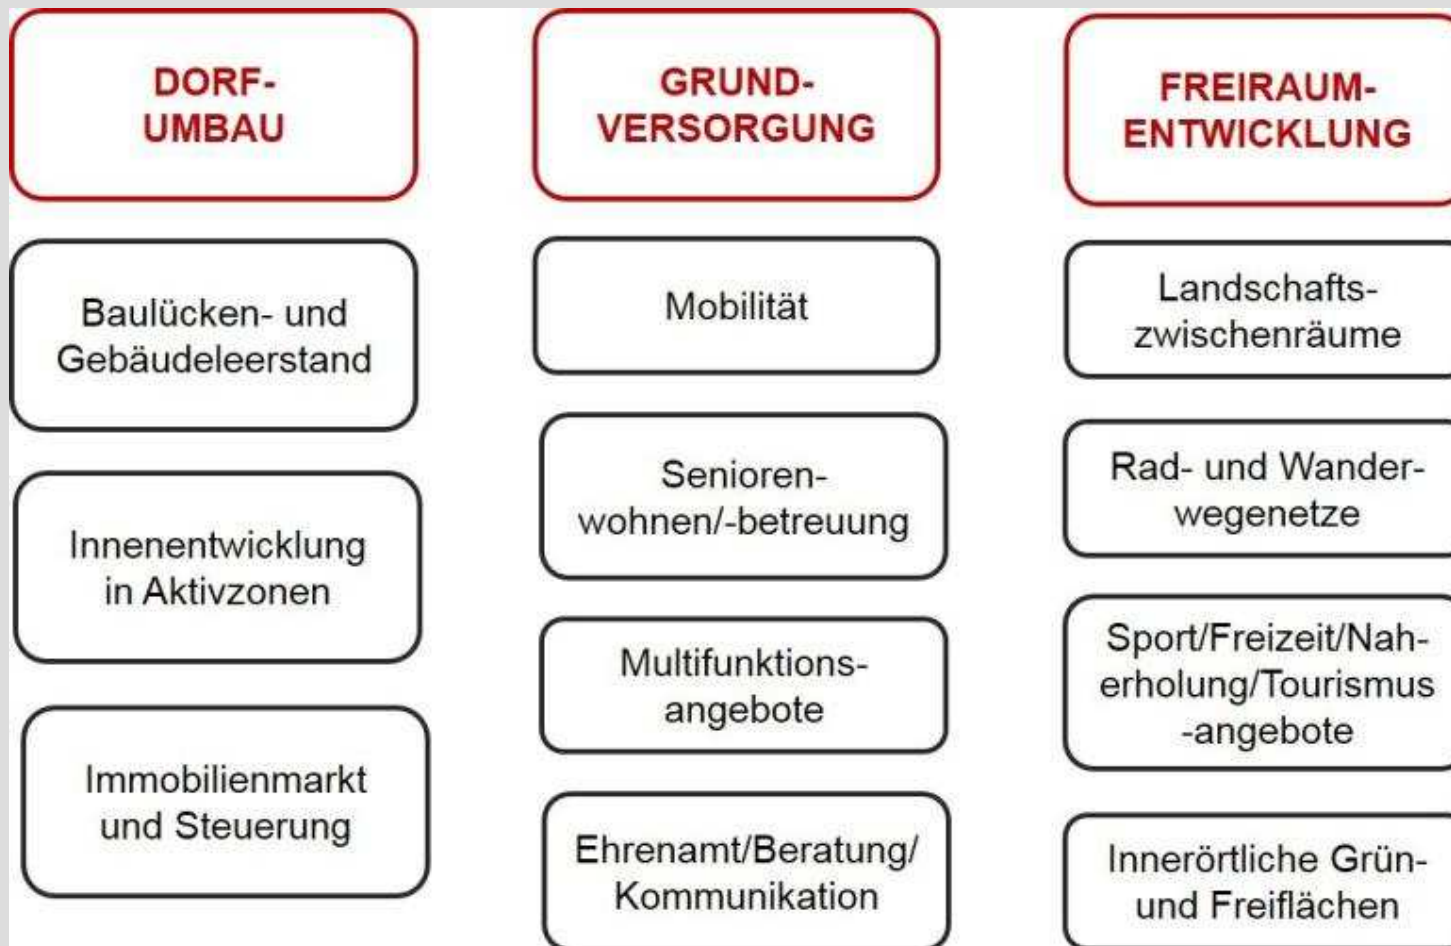 DORF-
UMBAU
Baulücken- und
Gebäudeleerstand
Innenentwicklung
in Aktivzonen
Immobilienmarkt
und Steuerung
GRUND-
VERSORGUNG
Mobilität
Senioren-
wohnen/-betreuung
Multifunktions-
angebote
Ehrenamt/Beratung/
Kommunikation
FREIRAUM-
ENTWICKLUNG
Landschafts-
zwischenräume
Rad- und Wander-
wegenetze
Sport/Freizeit/Nah-
erholung/Tourismus
-angebote
Innerörtliche Grün-
und Freiflächen